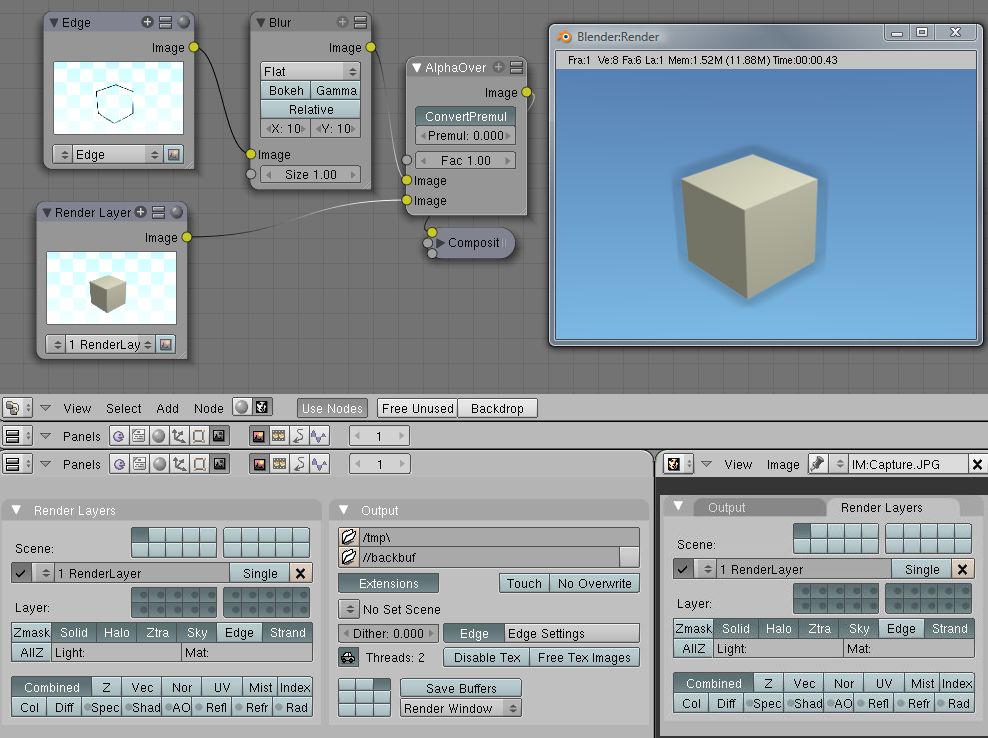 Edge
Image
Edge
Blur
Image
Flat
Bokeh Gamma
Relative
X: 10 Y: 10
Image
Size 1.00
AlphaOver
Image
ConvertPremul
Premul: 0.000
Fac 1.00
Image
Image
Composit
Render Layer
Image
1 RenderLay
Blender:Render
Fra:1 Ve:8 Fa:6 La:1 Mem:1.52M (11.88M) Time:00:00.43
View Select Add Node Use Nodes Free Unused Backdrop
Panels 1
Panels 1
View Image IM:Capture.JPG
Render Layers
Scene:
1 RenderLayer Single
Layer:
Zmask Solid Halo Ztra Sky Edge Strand
AllZ Light: Mat:
Combined Z Vec Nor UV Mist Index
Col Diff Spec Shad AO Refl Refr Rad
Output
/tmp\
//backbuf
Extensions Touch No Overwrite
No Set Scene
Dither: 0.000 Edge Edge Settings
Threads: 2 Disable Tex Free Tex Images
Save Buffers
Render Window
Output Render Layers
Scene:
1 RenderLayer Single
Layer:
Zmask Solid Halo Ztra Sky Edge Strand
AllZ Light: Mat:
Combined Z Vec Nor UV Mist Index
Col Diff Spec Shad AO Refl Refr Rad